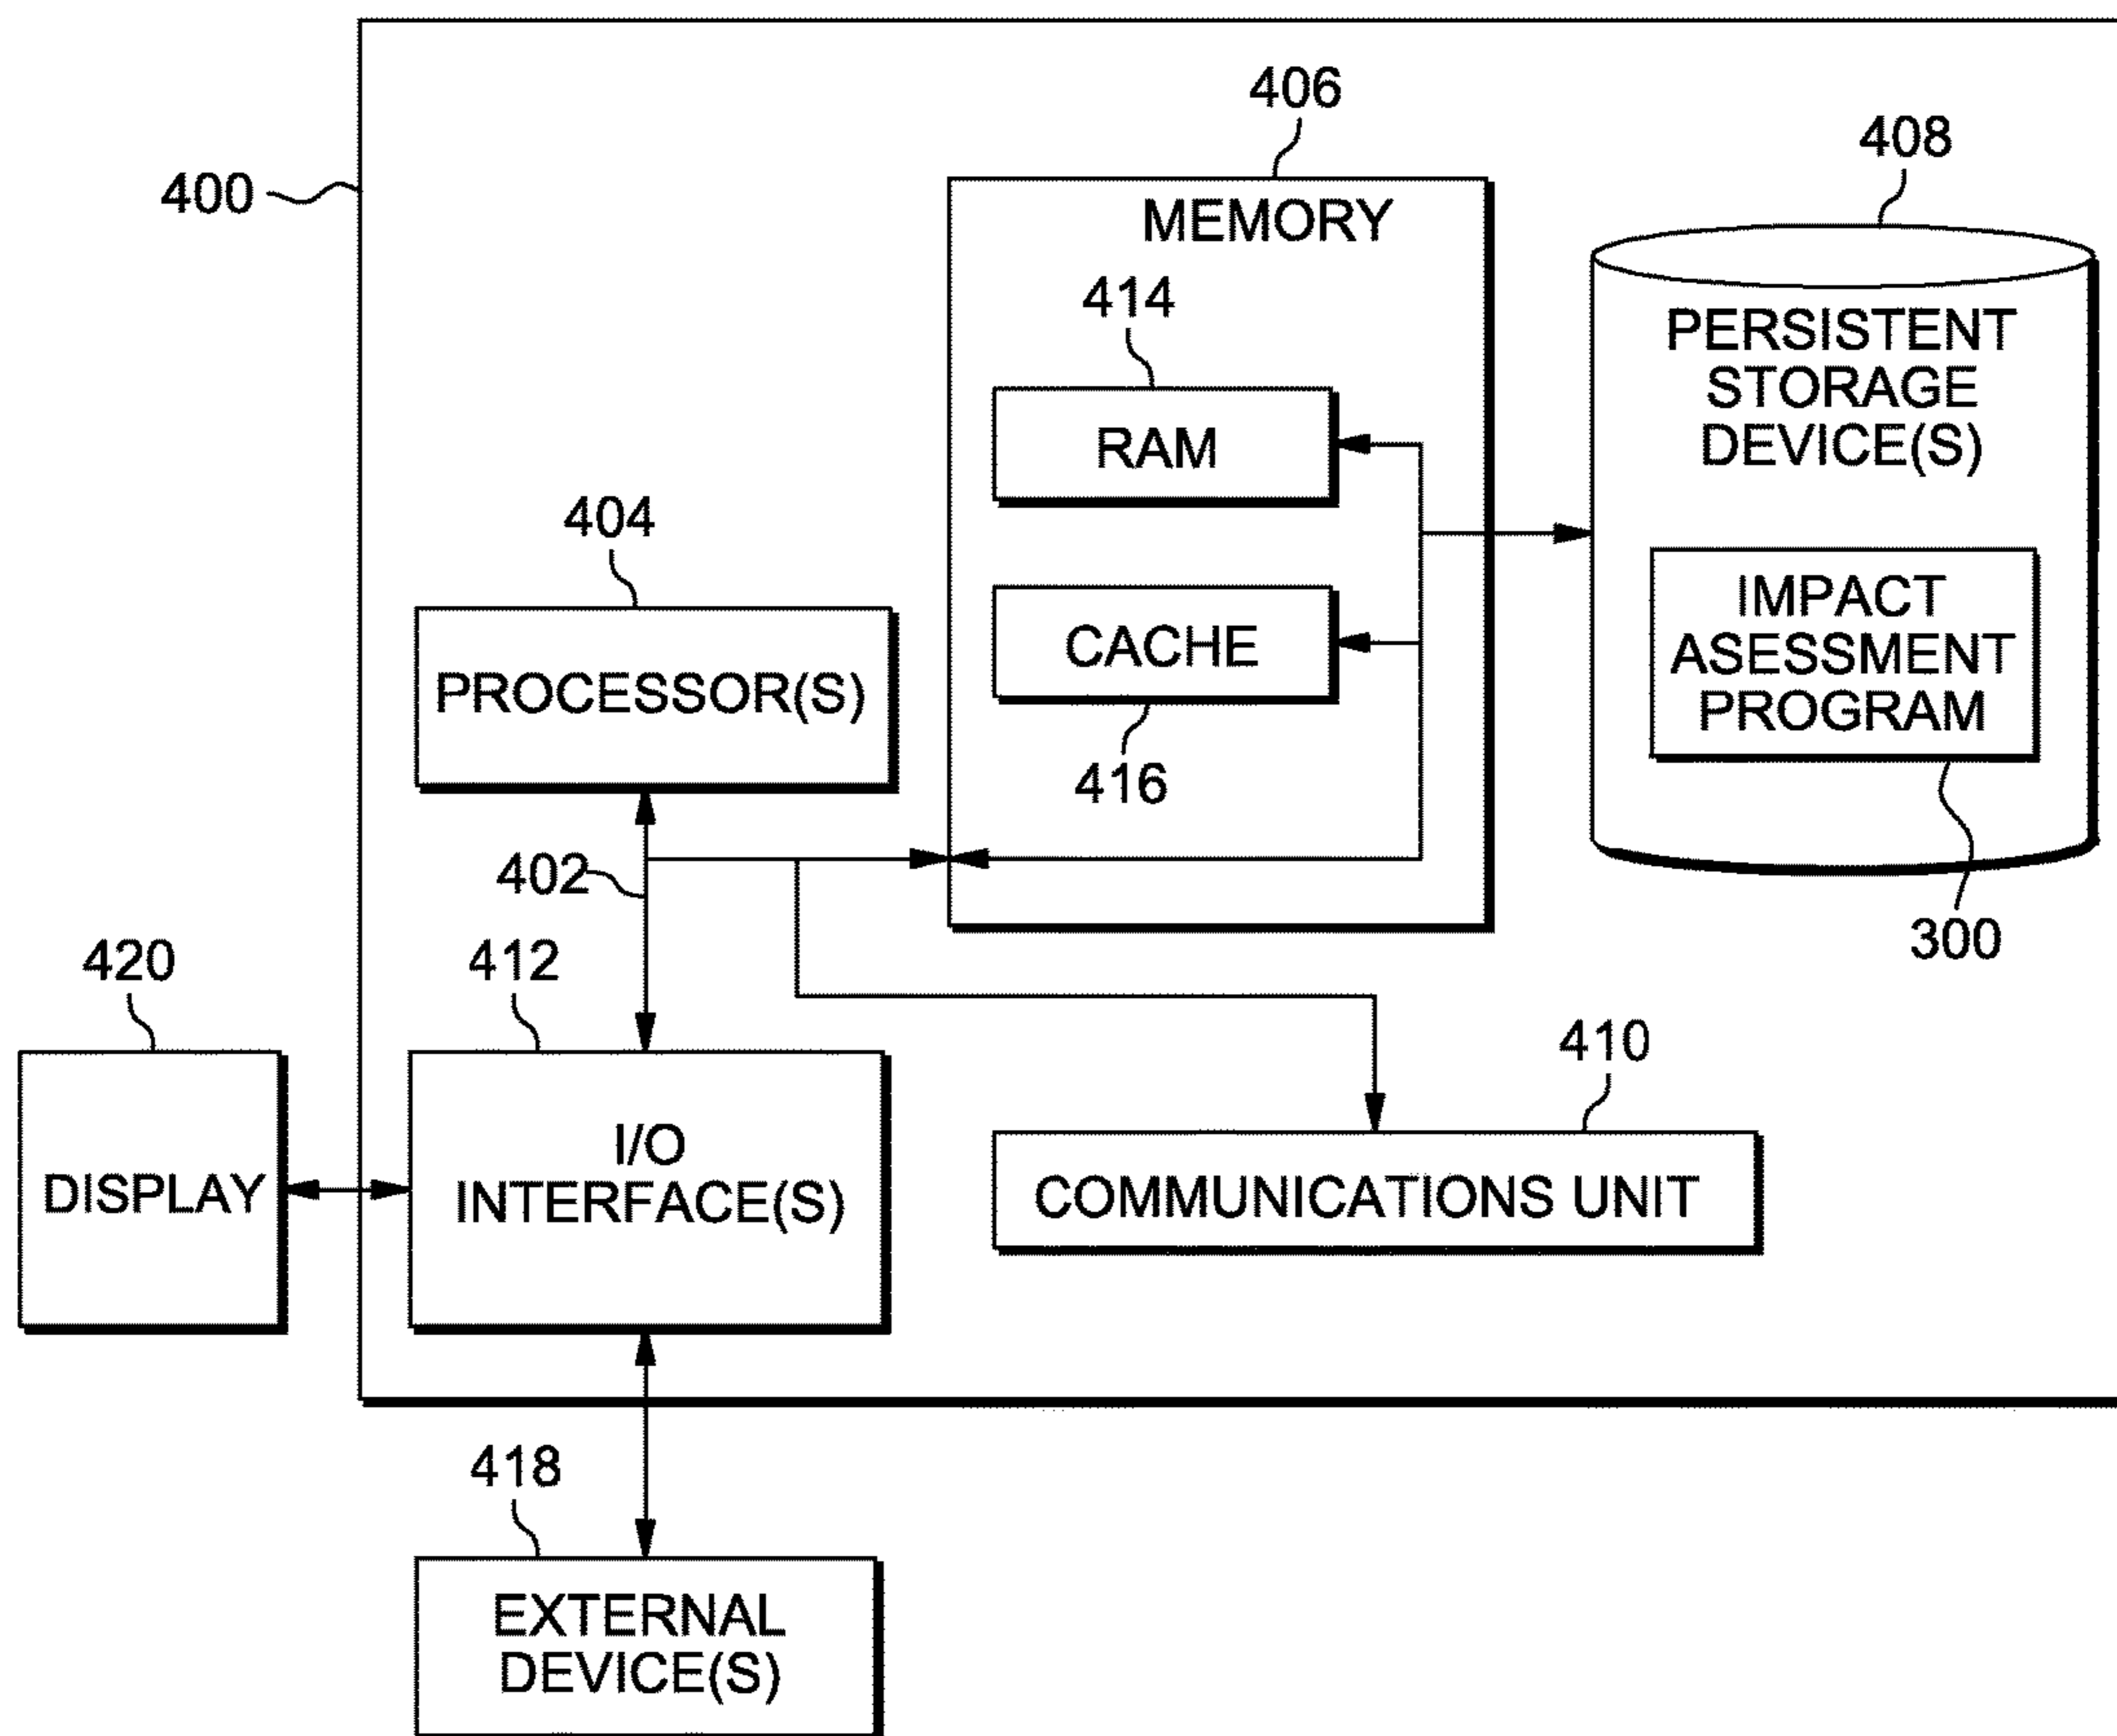 406
408
400
MEMORY
414
PERSISTENT
STORAGE
DEVICE(S)
RAM
404
IMPACT
ASESSMENT
PROGRAM
CACHE
PROCESSOR(S)
416
402
300
420
412
410
I/O
INTERFACE(S)
DISPLAY
COMMUNICATIONS UNIT
418
EXTERNAL
DEVICE(S)